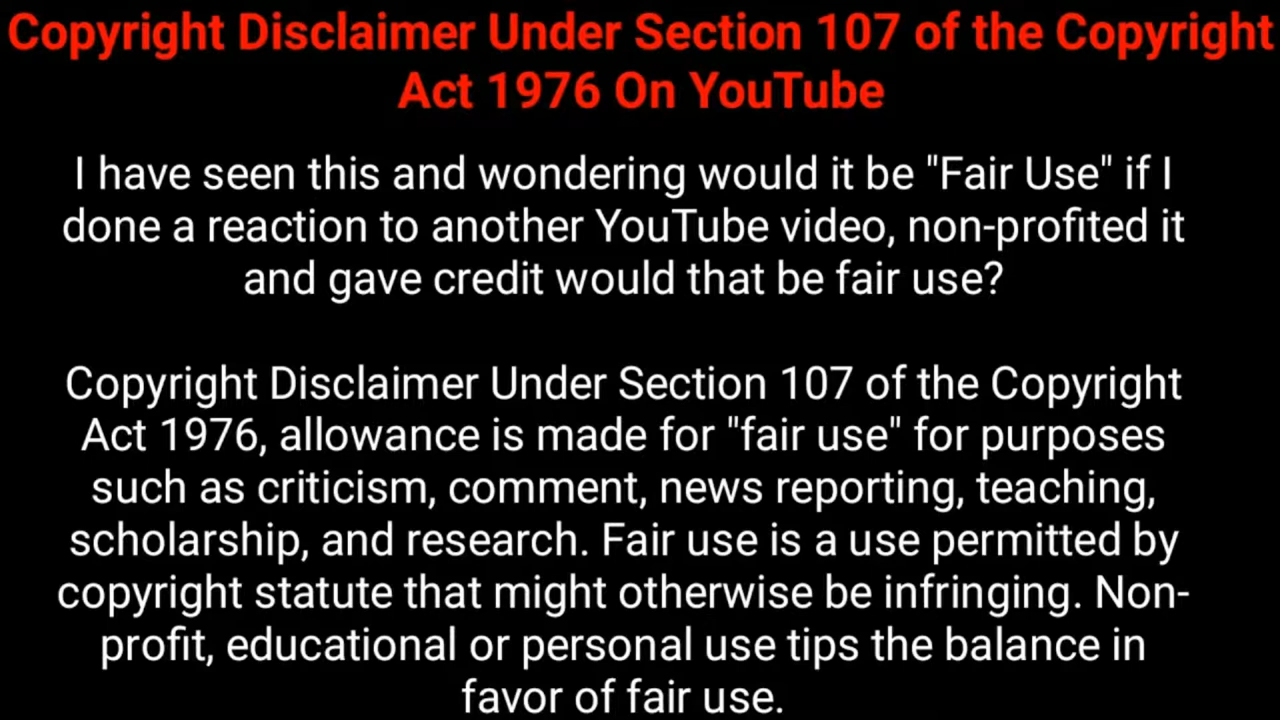 Copyright Disclaimer Under Section 107 of the Copyright
Act 1976 On YouTube
I have seen this and wondering would it be "Fair Use" if I
done a reaction to another YouTube video, non-profited it
and gave credit would that be fair use?
Copyright Disclaimer Under Section 107 of the Copyright
Act 1976, allowance is made for "fair use" for purposes
such as criticism, comment, news reporting, teaching,
scholarship, and research. Fair use is a use permitted by
copyright statute that might otherwise be infringing. Non-
profit, educational or personal use tips the balance in
favor of fair use.